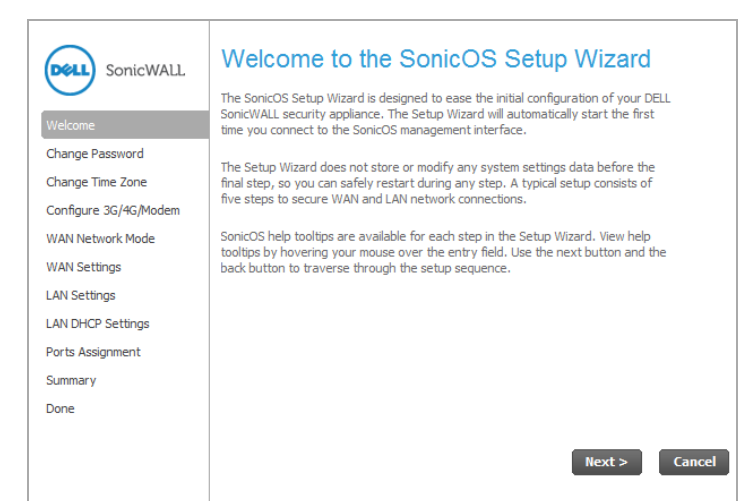 DELL SonicWALL
Welcome
Change Password
Change Time Zone
Configure 3G/4G/Modem
WAN Network Mode
WAN Settings
LAN Settings
LAN DHCP Settings
Ports Assignment
Summary
Done
Welcome to the SonicOS Setup Wizard
The SonicOS Setup Wizard is designed to ease the initial configuration of your DELL
SonicWALL security appliance. The Setup Wizard will automatically start the first
time you connect to the SonicOS management interface.
The Setup Wizard does not store or modify any system settings data before the
final step, so you can safely restart during any step. A typical setup consists of
five steps to secure WAN and LAN network connections.
SonicOS help tooltips are available for each step in the Setup Wizard. View help
tooltips by hovering your mouse over the entry field. Use the next button and the
back button to traverse through the setup sequence.
Next > Cancel